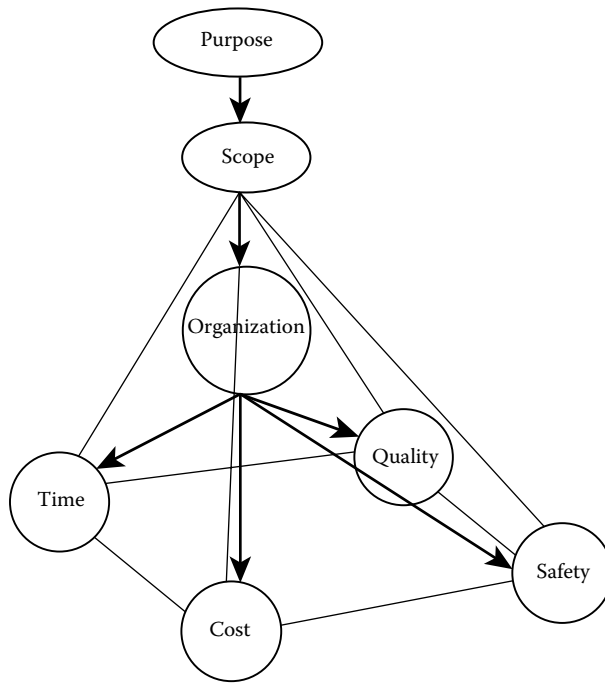 Purpose
Scope
Organization
Quality
Time
Safety
Cost